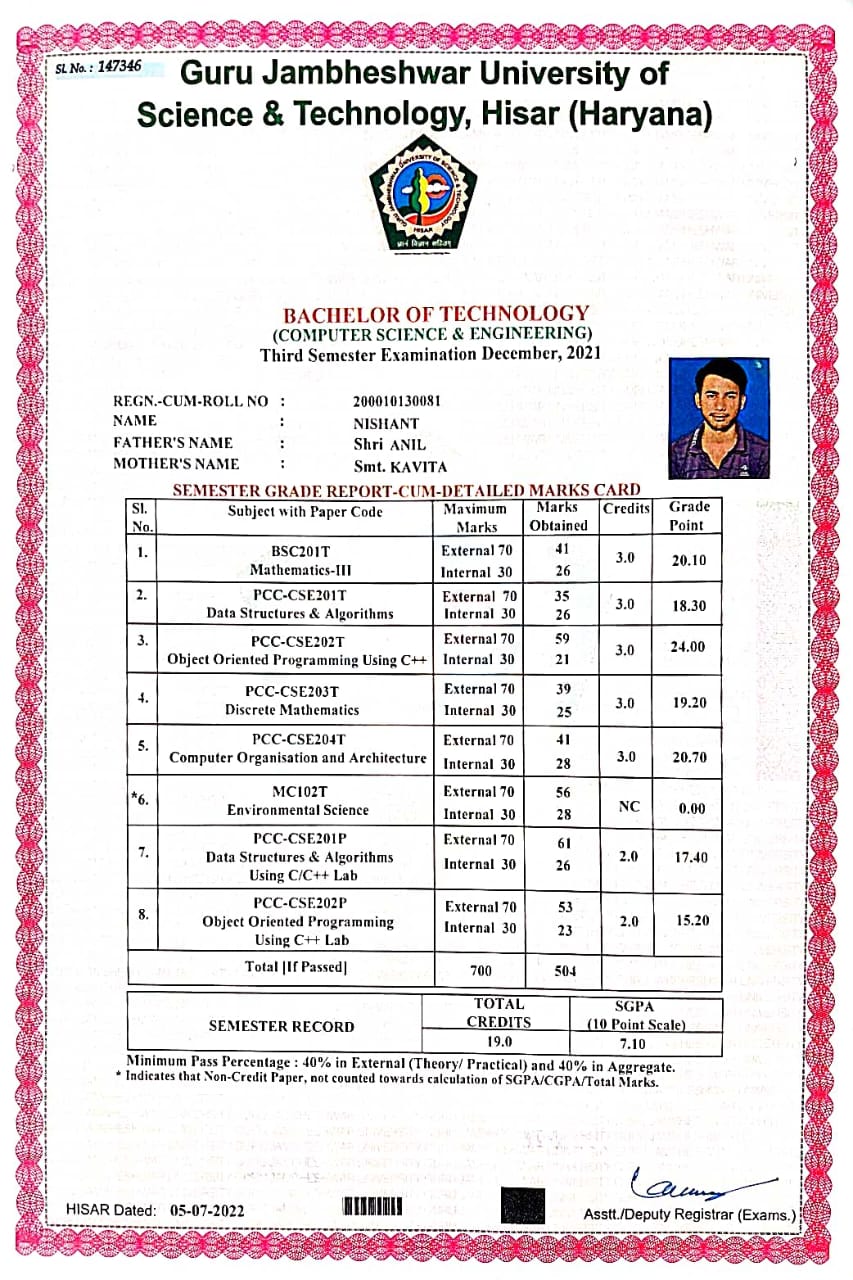 SL No. : 147346
Guru Jambheshwar University of
Science & Technology, Hisar (Haryana)
GURU JAMBHESHWAR UNIVERSITY OF SCIENCE & TECHNOLOGY
HISAR
BACHELOR OF TECHNOLOGY
(COMPUTER SCIENCE & ENGINEERING)
Third Semester Examination December, 2021
REGN.-CUM-ROLL NO : 200010130081
NAME : NISHANT
FATHER'S NAME : Shri ANIL
MOTHER'S NAME : Smt. KAVITA
SEMESTER GRADE REPORT-CUM-DETAILED MARKS CARD
Sl. No. Subject with Paper Code Maximum Marks Marks Obtained Credits Grade Point
1. BSC201T External 70 41 3.0 20.10
Mathematics-III Internal 30 26
2. PCC-CSE201T External 70 35 3.0 18.30
Data Structures & Algorithms Internal 30 26
3. PCC-CSE202T External 70 59 3.0 24.00
Object Oriented Programming Using C++ Internal 30 21
4. PCC-CSE203T External 70 39 3.0 19.20
Discrete Mathematics Internal 30 25
5. PCC-CSE204T External 70 41 3.0 20.70
Computer Organisation and Architecture Internal 30 28
*6. MC102T External 70 56 NC 0.00
Environmental Science Internal 30 28
7. PCC-CSE201P External 70 61 2.0 17.40
Data Structures & Algorithms Internal 30 26
Using C/C++ Lab
8. PCC-CSE202P External 70 53 2.0 15.20
Object Oriented Programming Internal 30 23
Using C++ Lab
Total |If Passed| 700 504
SEMESTER RECORD TOTAL CREDITS SGPA (10 Point Scale)
19.0 7.10
Minimum Pass Percentage : 40% in External (Theory/ Practical) and 40% in Aggregate.
* Indicates that Non-Credit Paper, not counted towards calculation of SGPA/CGPA/Total Marks.
HISAR Dated: 05-07-2022
Asstt./Deputy Registrar (Exams.)